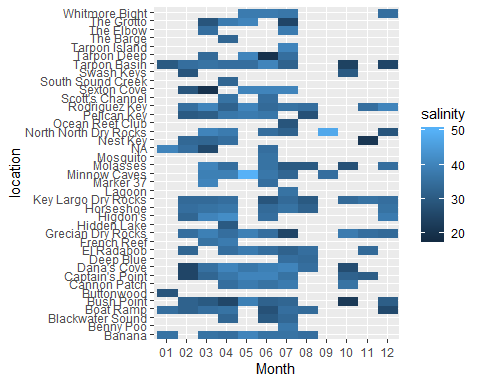 Whitmore Bight
The Grotto
The Elbow
The Barge
Tarpon Island
Tarpon Deep
Tarpon Basin
Swash Keys
South Sound Creek
Sexton Cove
Scott's Channel
Rodriguez Key
Pelican Key
Ocean Reef Club
North North Dry Rocks
Nest Key
NA
Mosquito
Molasses
Minnow Caves
Marker 37
Lagoon
Key Largo Dry Rocks
Horseshoe
Higdon's
Hidden Lake
Grecian Dry Rocks
French Reef
El Radabob
Deep Blue
Dana's Cove
Captain's Point
Cannon Patch
Buttonwood
Bush Point
Boat Ramp
Blackwater Sound
Benny Poo
Banana
location
01 02 03 04 05 06 07 08 09 10 11 12
Month
salinity
50
40
30
20